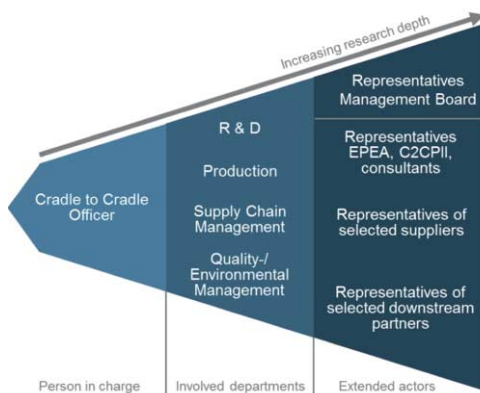 Increasing research depth
Cradle to Cradle
Officer
R & D
Production
Supply Chain
Management
Quality-/
Environmental
Management
Representatives
Management Board
Representatives
EPEA, C2CPII,
consultants
Representatives of
selected suppliers
Representatives of
selected downstream
partners
Person in charge
Involved departments
Extended actors